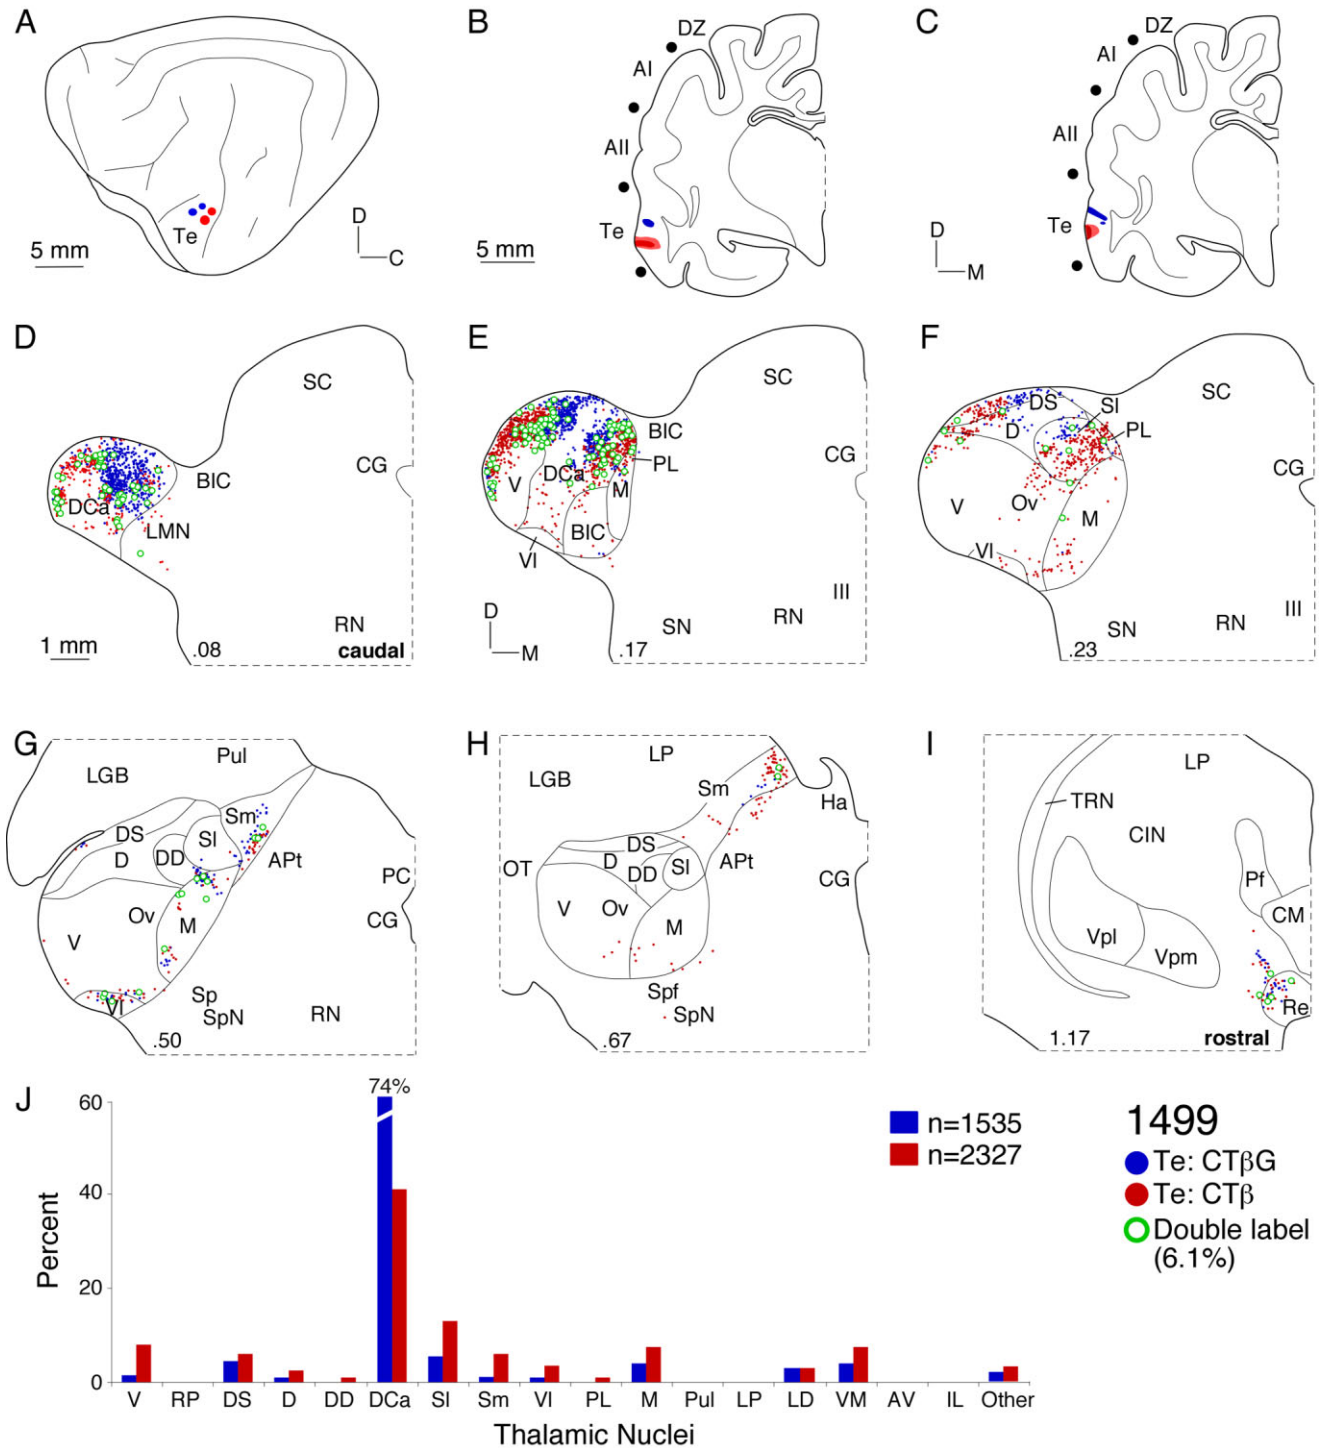 A
Te
5 mm
D
C
B
DZ
AI
AII
Te
5 mm
C
DZ
AI
AII
Te
D
M
D
SC
BIC
CG
DCa
LMN
RN
caudal
1 mm
.08
E
SC
BIC
PL
CG
V
DCa
M
BIC
VI
III
D
M
SN
RN
.17
F
SC
DS
SI
D
PL
CG
V
Ov
M
VI
III
SN
RN
.23
G
Pul
LGB
Sm
DS
SI
D
DD
APt
PC
Ov
M
CG
V
VI
Sp
SpN
RN
.50
H
LP
LGB
Sm
Ha
DS
OT
D
DD
SI
APt
CG
V
Ov
M
Spf
SpN
.67
I
LP
TRN
CIN
Pf
CM
Vpl
Vpm
Re
1.17
rostral
J
74%
60
40
20
0
Percent
n=1535
n=2327
1499
Te: CTβG
Te: CTβ
Double label
(6.1%)
V RP DS D DD DCa SI Sm VI PL M Pul LP LD VM AV IL Other
Thalamic Nuclei